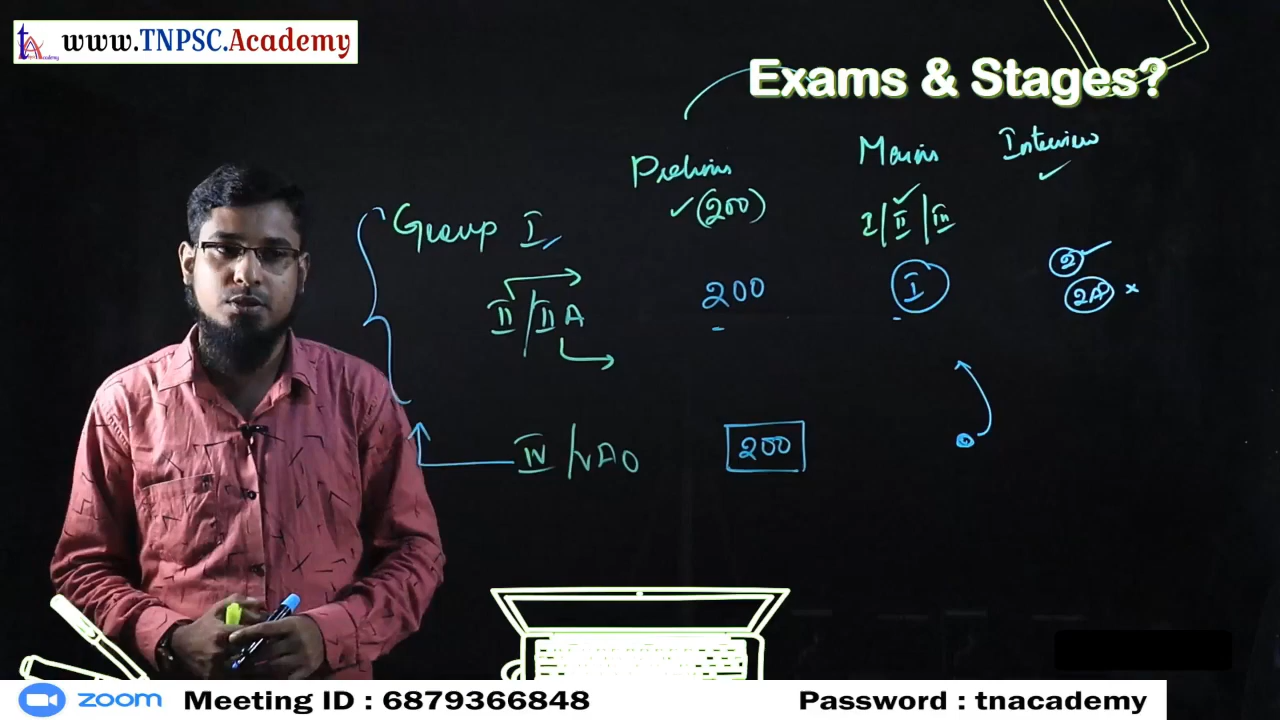 www.TNPSC.Academy
Exams & Stages?
Prelims Mains Interview
Group I ✓(200) I/II/III ✓
II/II A 200 I 2 ✓
2A ×
IV/VAO 200
zoom Meeting ID : 6879366848 Password : tnacademy